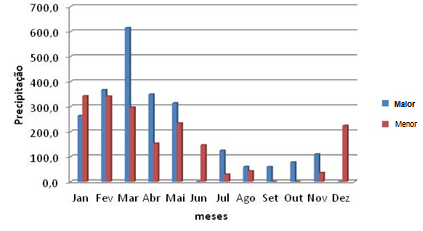 700,0
600,0
500,0
400,0
300,0
200,0
100,0
0,0
Precipitação
Jan Fev Mar Abr Mai Jun Jul Ago Set Out Nov Dez
meses
Maior
Menor